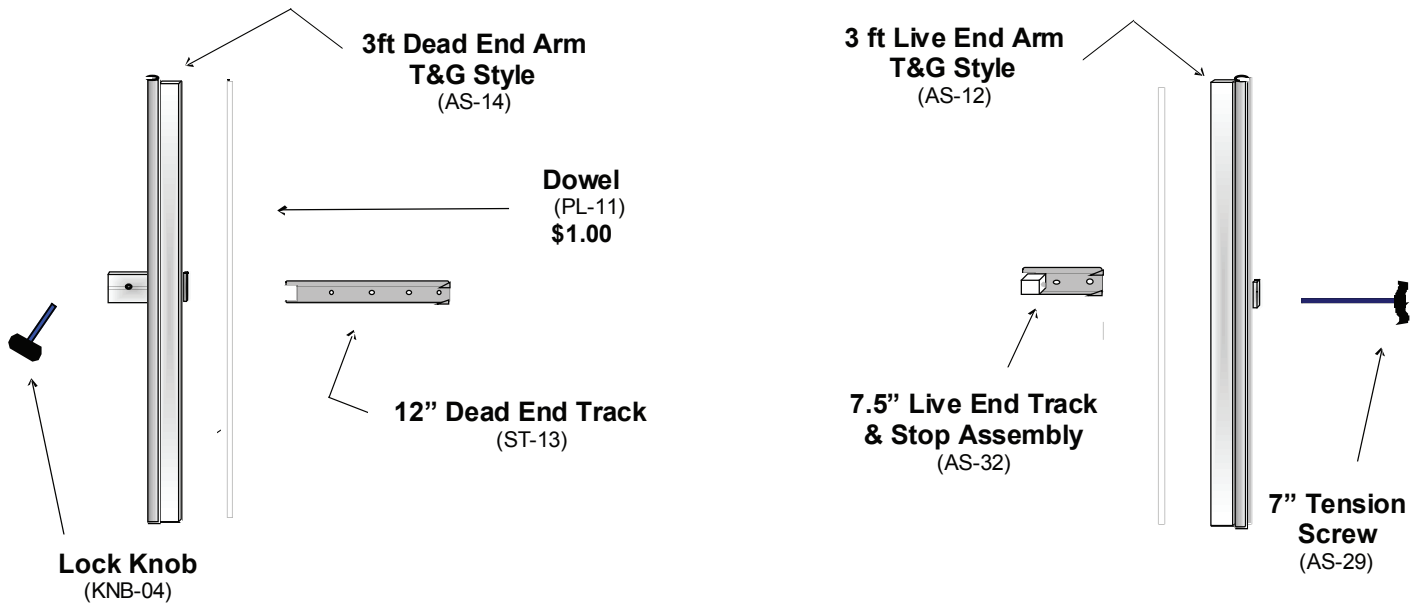 3ft Dead End Arm
T&G Style
(AS-14)
3 ft Live End Arm
T&G Style
(AS-12)
Dowel
(PL-11)
$1.00
12” Dead End Track
(ST-13)
7.5” Live End Track
& Stop Assembly
(AS-32)
7” Tension
Screw
(AS-29)
Lock Knob
(KNB-04)